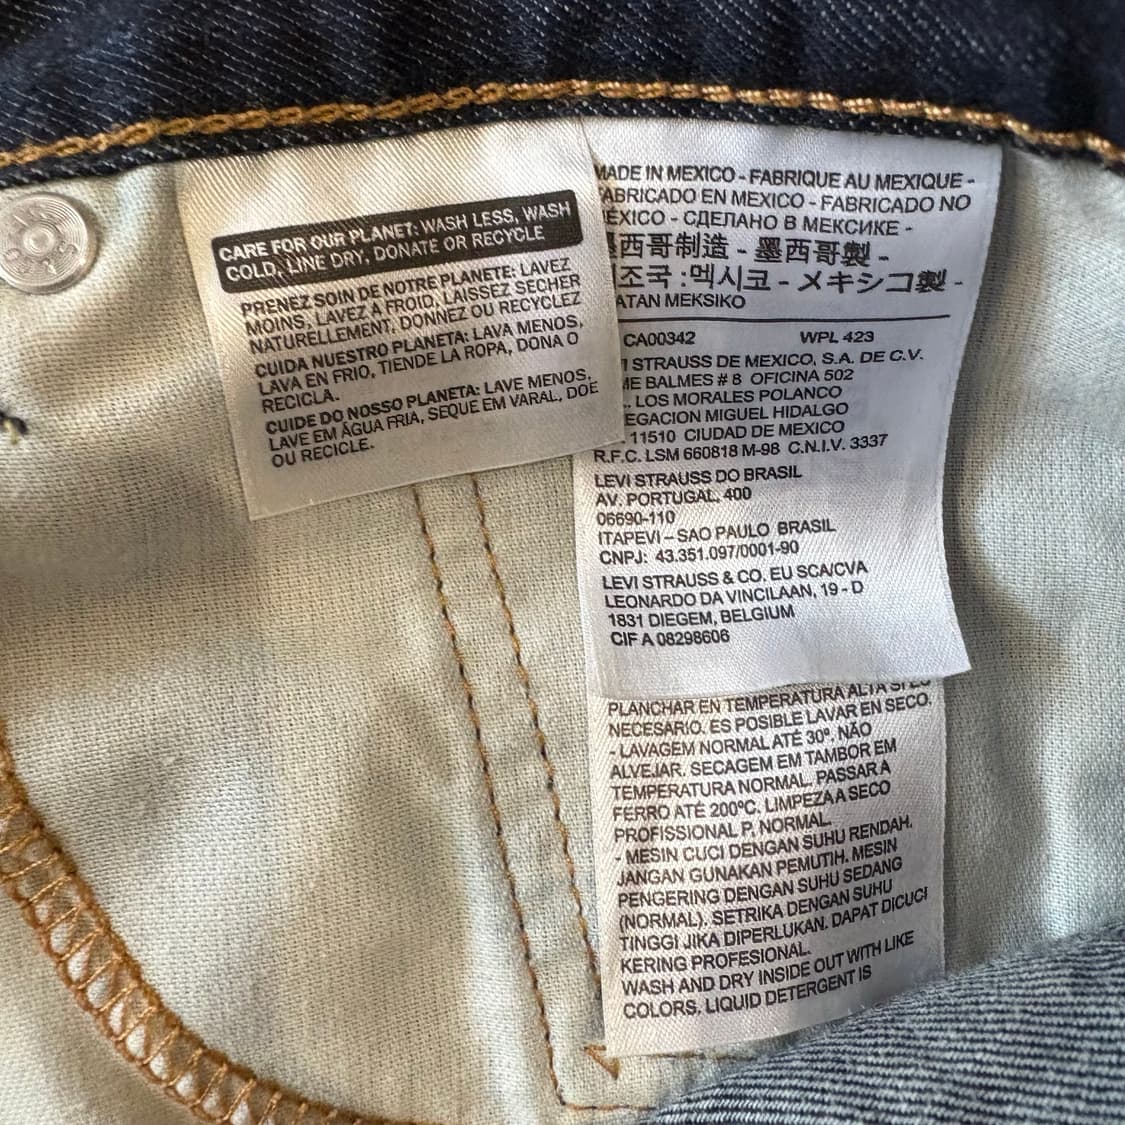 CARE FOR OUR PLANET: WASH LESS, WASH
COLD, LINE DRY, DONATE OR RECYCLE
PRENEZ SOIN DE NOTRE PLANETE: LAVEZ
MOINS, LAVEZ A FROID, LAISSEZ SECHER
NATURELLEMENT, DONNEZ OU RECYCLEZ
CUIDA NUESTRO PLANETA: LAVA MENOS,
LAVA EN FRIO, TIENDE LA ROPA, DONA O
RECICLA.
CUIDE DO NOSSO PLANETA: LAVE MENOS,
LAVE EM ÁGUA FRIA, SEQUE EM VARAL, DOE
OU RECICLE.
MADE IN MEXICO - FABRIQUE AU MEXIQUE -
FABRICADO EN MEXICO - FABRICADO NO
MÉXICO - СДЕЛАНО В МЕКСИКЕ -
墨西哥制造 - 墨西哥製 -
제조국 :멕시코 - メキシコ製 -
MEKSIKO
CA00342 WPL 423
STRAUSS DE MEXICO, S.A. DE C.V.
BALMES # 8 OFICINA 502
LOS MORALES POLANCO
MIGUEL HIDALGO
11510 CIUDAD DE MEXICO
R.F.C. LSM 660818 M-98 C.N.I.V. 3337
LEVI STRAUSS DO BRASIL
AV. PORTUGAL, 400
06690-110
ITAPEVI – SAO PAULO BRASIL
CNPJ: 43.351.097/0001-90
LEVI STRAUSS & CO. EU SCA/CVA
LEONARDO DA VINCILAAN, 19 - D
1831 DIEGEM, BELGIUM
CIF A 08298606
PLANCHAR EN TEMPERATURA ALTA SI ES
NECESARIO. ES POSIBLE LAVAR EN SECO.
- LAVAGEM NORMAL ATÉ 30º. NÃO
ALVEJAR. SECAGEM EM TAMBOR EM
TEMPERATURA NORMAL. PASSAR A
FERRO ATÉ 200ºC. LIMPEZA A SECO
PROFISSIONAL P, NORMAL.
- MESIN CUCI DENGAN SUHU RENDAH.
JANGAN GUNAKAN PEMUTIH. MESIN
PENGERING DENGAN SUHU SEDANG
(NORMAL). SETRIKA DENGAN SUHU
TINGGI JIKA DIPERLUKAN. DAPAT DICUCI
KERING PROFESIONAL.
WASH AND DRY INSIDE OUT WITH LIKE
COLORS, LIQUID DETERGENT IS